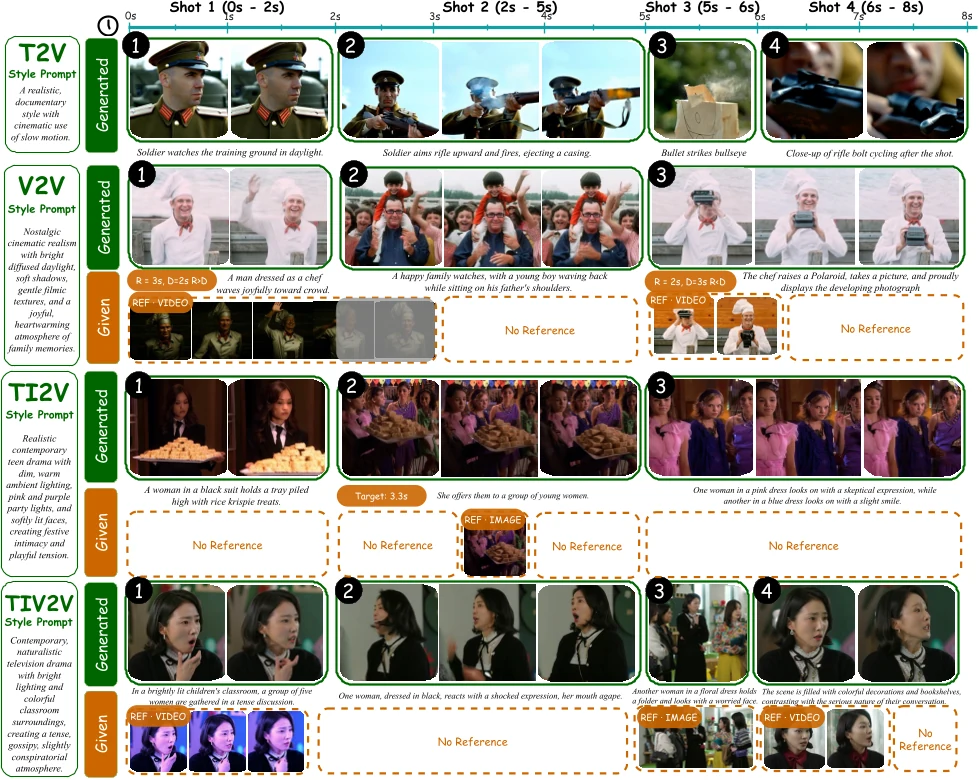 Shot 1 (0s - 2s)
Shot 2 (2s - 5s)
Shot 3 (5s - 6s)
Shot 4 (6s - 8s)
0s
1s
2s
3s
4s
5s
6s
7s
8s
T2V
Style Prompt
A realistic,
documentary
style with
cinematic use
of slow motion.
Generated
1
2
3
4
Soldier watches the training ground in daylight.
Soldier aims rifle upward and fires, ejecting a casing.
Bullet strikes bullseye
Close-up of rifle bolt cycling after the shot.
V2V
Style Prompt
Nostalgic
cinematic realism
with bright
diffused daylight,
soft shadows,
gentle filmic
textures, and a
joyful,
heartwarming
atmosphere of
family memories.
Generated
1
2
3
Given
R = 3s, D=2s R>D
A man dressed as a chef
waves joyfully toward crowd.
A happy family watches, with a young boy waving back
while sitting on his father's shoulders.
R = 2s, D=3s R<D
The chef raises a Polaroid, takes a picture, and proudly
displays the developing photograph
REF · VIDEO
No Reference
REF · VIDEO
No Reference
TI2V
Style Prompt
Realistic
contemporary
teen drama with
dim, warm
ambient lighting,
pink and purple
party lights, and
softly lit faces,
creating festive
intimacy and
playful tension.
Generated
1
2
3
Given
A woman in a black suit holds a tray piled
high with rice krispie treats.
Target: 3.3s
She offers them to a group of young women.
One woman in a pink dress looks on with a skeptical expression, while
another in a blue dress looks on with a slight smile.
No Reference
No Reference
REF · IMAGE
No Reference
No Reference
TIV2V
Style Prompt
Contemporary,
naturalistic
television drama
with bright
lighting and
colorful
classroom
surroundings,
creating a tense,
gossipy, slightly
conspiratorial
atmosphere.
Generated
1
2
3
4
Given
In a brightly lit children's classroom, a group of five
women are gathered in a tense discussion.
One woman, dressed in black, reacts with a shocked expression, her mouth agape.
Another woman in a floral dress holds
a folder and looks with a worried face.
The scene is filled with colorful decorations and bookshelves,
contrasting with the serious nature of their conversation.
REF · VIDEO
No Reference
REF · IMAGE
REF · VIDEO
No
Reference